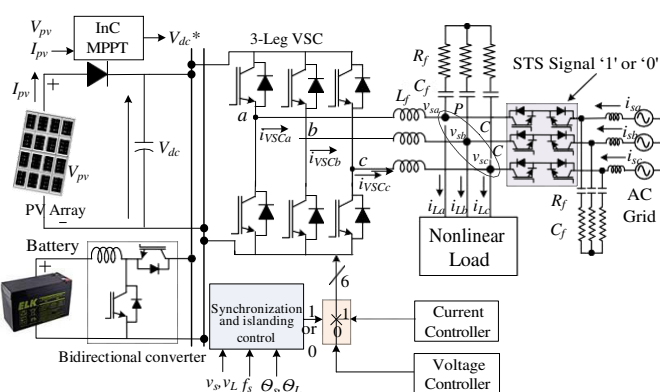 V_pv
I_pv
InC
MPPT
V_dc*
3-Leg VSC
STS Signal '1' or '0'
I_pv
+
R_f
C_f
L_f
a
v_sa
P
i_sa
i_VSCa
b
v_sb
C
i_sb
V_dc
i_VSCb
c
v_sc
C
i_sc
V_pv
i_VSCc
AC
Grid
PV Array
−
i_La
i_Lb
i_Lc
R_f
C_f
Nonlinear
Load
Battery
+
ELK
6
Synchronization
and islanding
control
1
or
0
1
0
Current
Controller
Bidirectional converter
Voltage
Controller
v_s, v_L f_s θ_s, θ_L